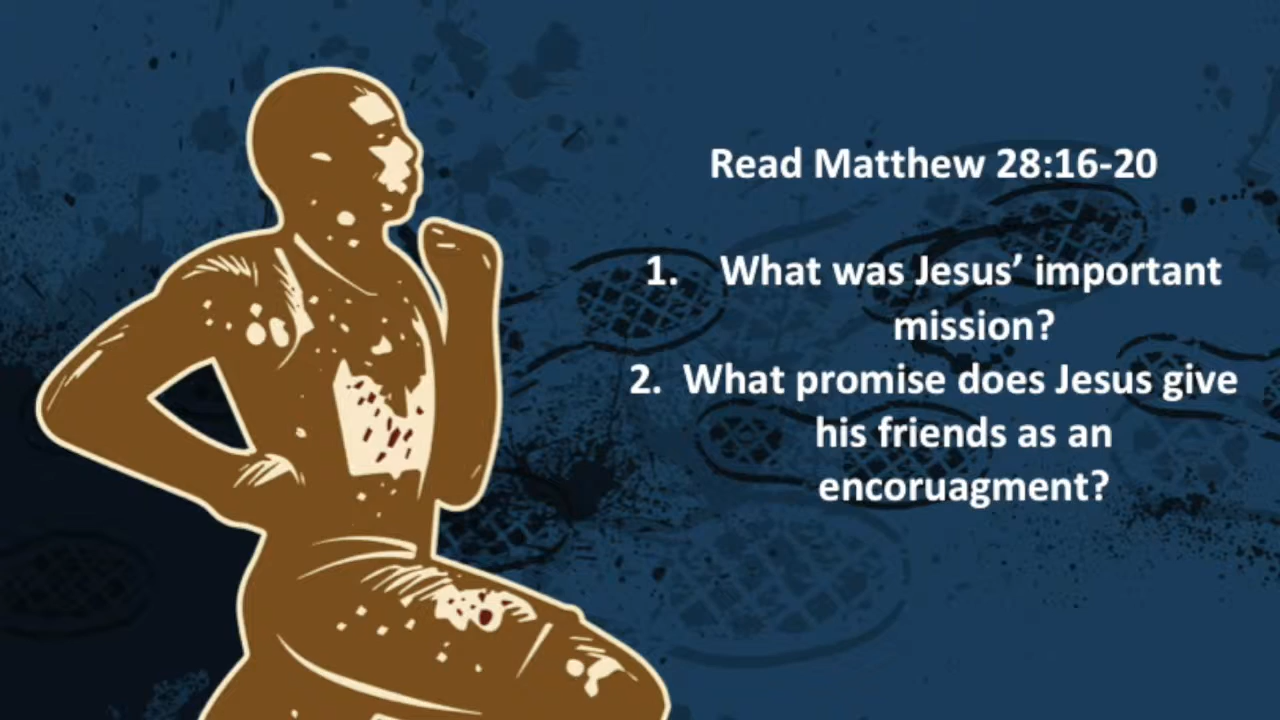 Read Matthew 28:16-20
1. What was Jesus’ important
mission?
2. What promise does Jesus give
his friends as an
encoruagment?